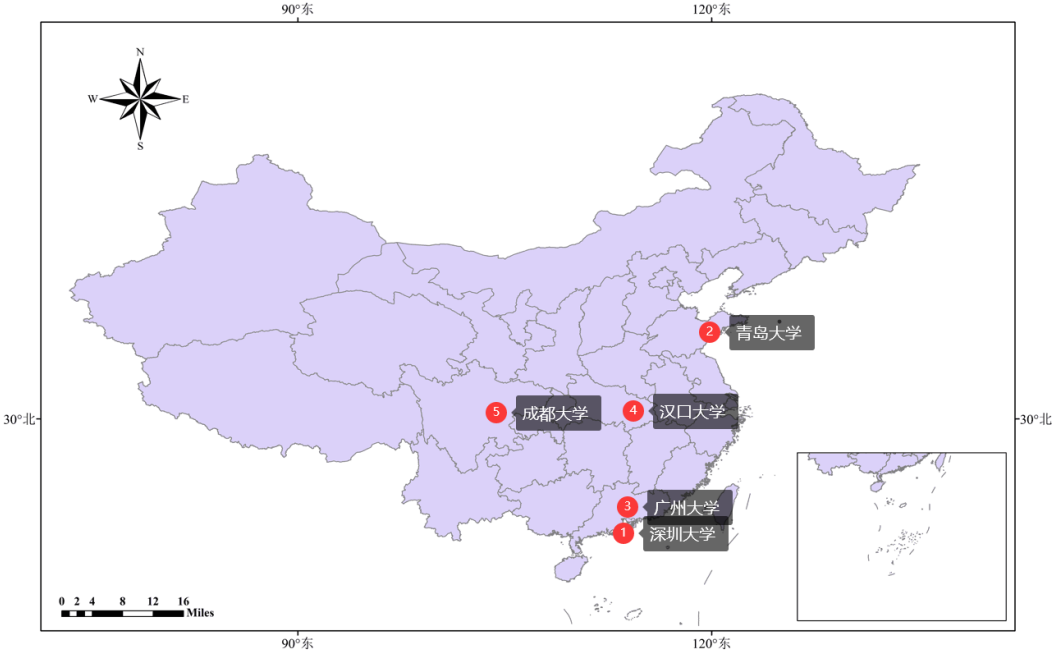 90°东
120°东
N
W
E
S
2
青岛大学
5
成都大学
4
汉口大学
30°北
30°北
3
广州大学
1
深圳大学
0 2 4 8 12 16
Miles
90°东
120°东